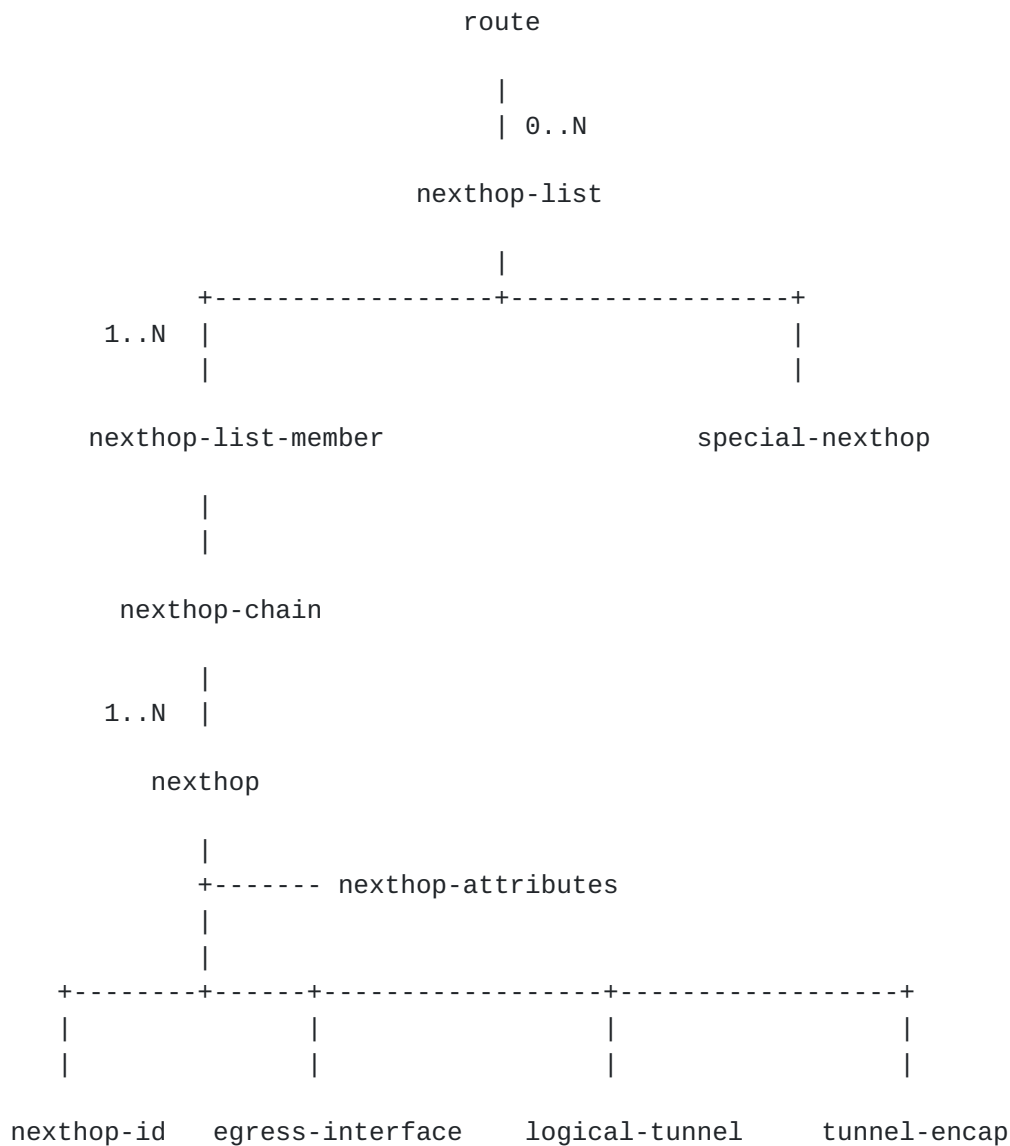 route
0..N
nexthop-list
1..N
nexthop-list-member special-nexthop
nexthop-chain
1..N
nexthop
nexthop-attributes
nexthop-id egress-interface logical-tunnel tunnel-encap